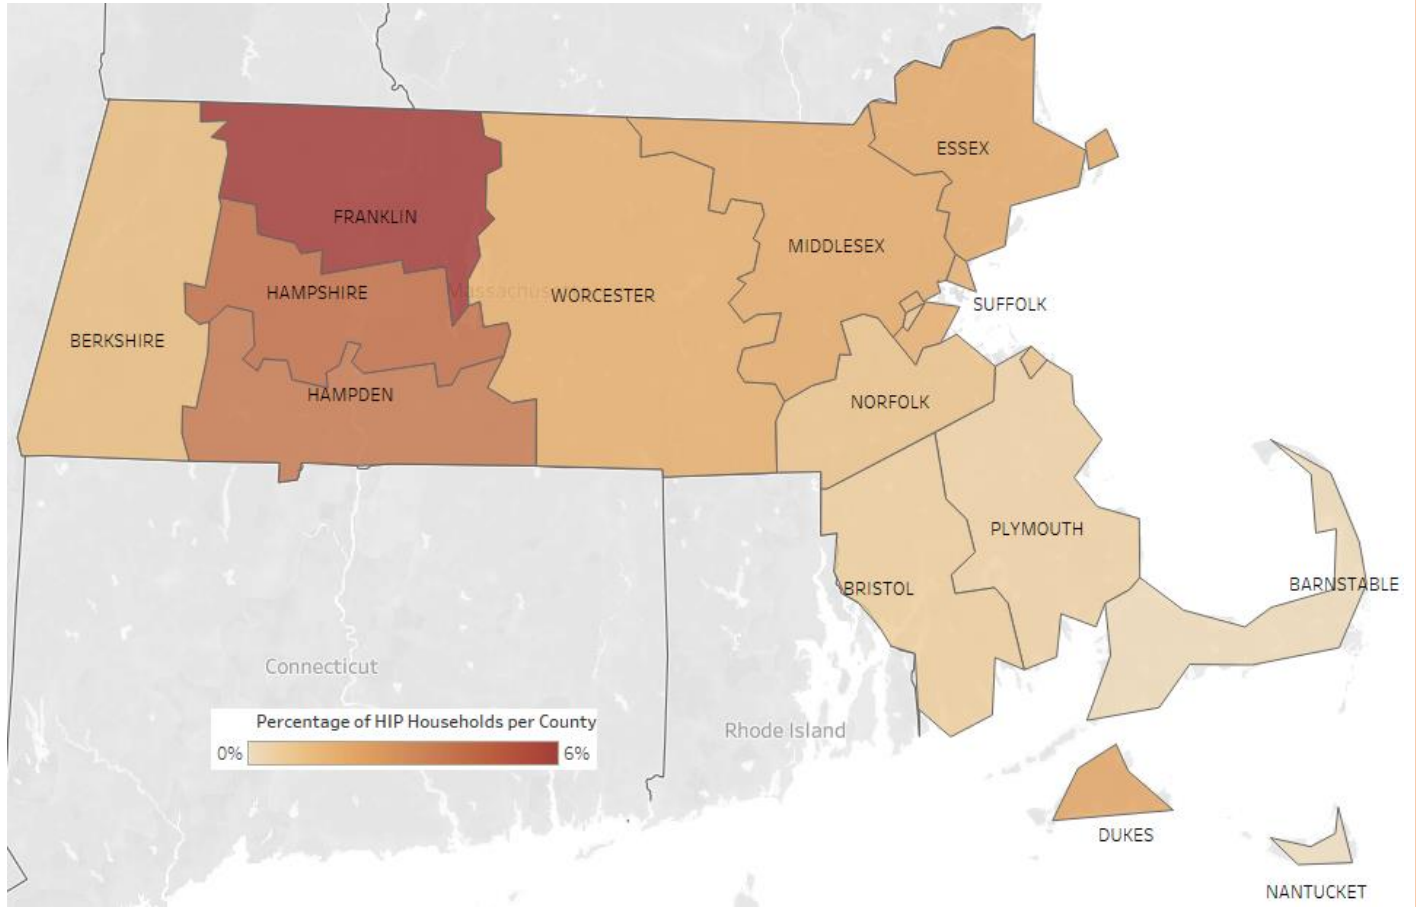 ESSEX
FRANKLIN
MIDDLESEX
HAMPSHIRE
Massachusetts
WORCESTER
SUFFOLK
BERKSHIRE
HAMPDEN
NORFOLK
PLYMOUTH
BRISTOL
BARNSTABLE
Connecticut
Percentage of HIP Households per County
0% 6%
Rhode Island
DUKES
NANTUCKET